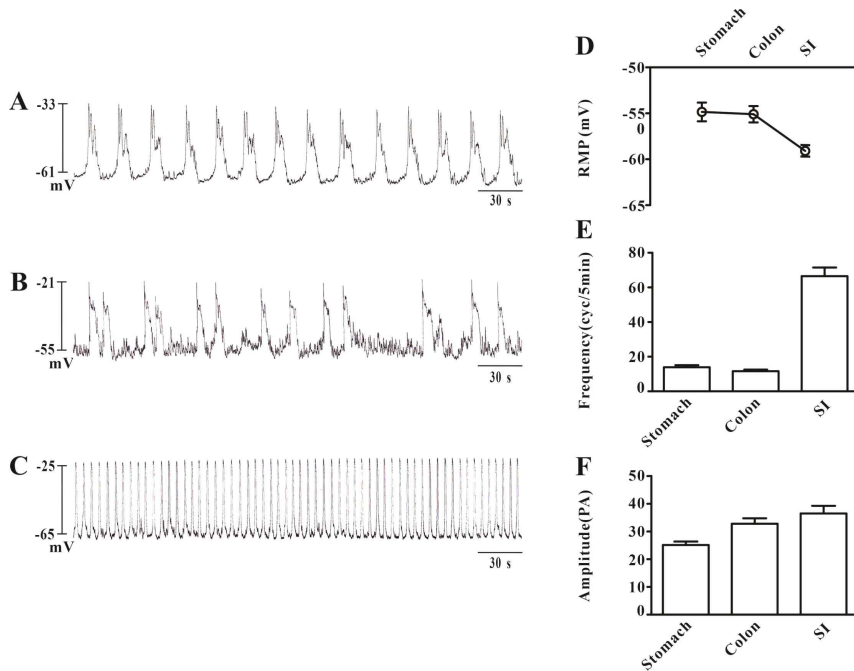 A
-33
-61
mV
30 s
B
-21
-55
mV
30 s
C
-25
-65
mV
30 s
D
Stomach
Colon
SI
-50
-55
0
-60
-65
RMP (mV)
E
80
60
40
20
0
Frequency(cyc/5min)
Stomach
Colon
SI
F
50
40
30
20
10
0
Amplitude(PA)
Stomach
Colon
SI